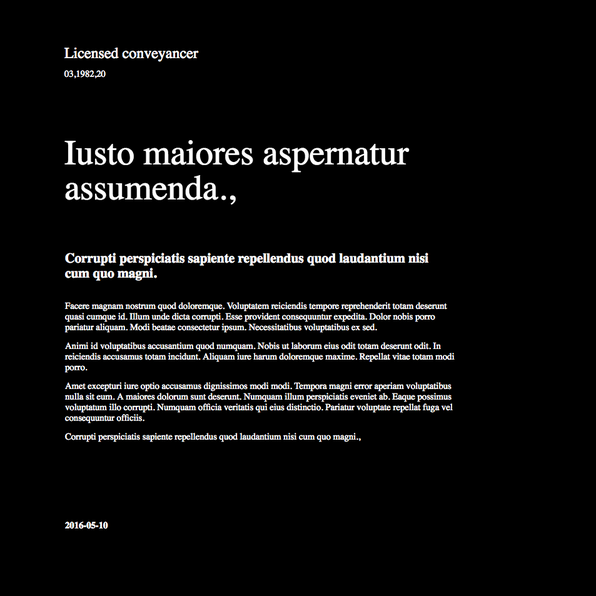 Licensed conveyancer
03,1982,20
Iusto maiores aspernatur
assumenda.,
Corrupti perspiciatis sapiente repellendus quod laudantium nisi
cum quo magni.
Facere magnam nostrum quod doloremque. Voluptatem reiciendis tempore reprehenderit totam deserunt
quasi cumque id. Illum unde dicta corrupti. Esse provident consequuntur expedita. Dolor nobis porro
pariatur aliquam. Modi beatae consectetur ipsum. Necessitatibus voluptatibus ex sed.
Animi id voluptatibus accusantium quod numquam. Nobis ut laborum eius odit totam deserunt odit. In
reiciendis accusamus totam incidunt. Aliquam iure harum doloremque maxime. Repellat vitae totam modi
porro.
Amet excepturi iure optio accusamus dignissimos modi modi. Tempora magni error aperiam voluptatibus
nulla sit eum. A maiores dolorum sunt deserunt. Numquam illum perspiciatis eveniet ab. Eaque possimus
voluptatum illo corrupti. Numquam officia veritatis qui eius distinctio. Pariatur voluptate repellat fuga vel
consequuntur officiis.
Corrupti perspiciatis sapiente repellendus quod laudantium nisi cum quo magni.,
2016-05-10